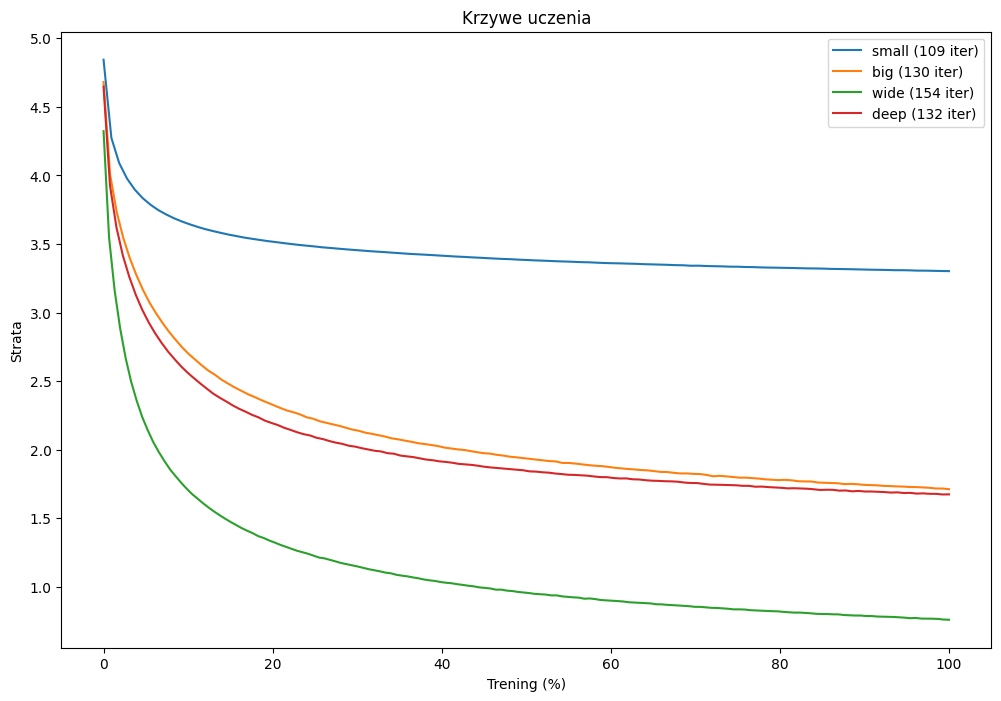 Krzywe uczenia
small (109 iter)
big (130 iter)
wide (154 iter)
deep (132 iter)
Strata
5.0
4.5
4.0
3.5
3.0
2.5
2.0
1.5
1.0
0 20 40 60 80 100
Trening (%)